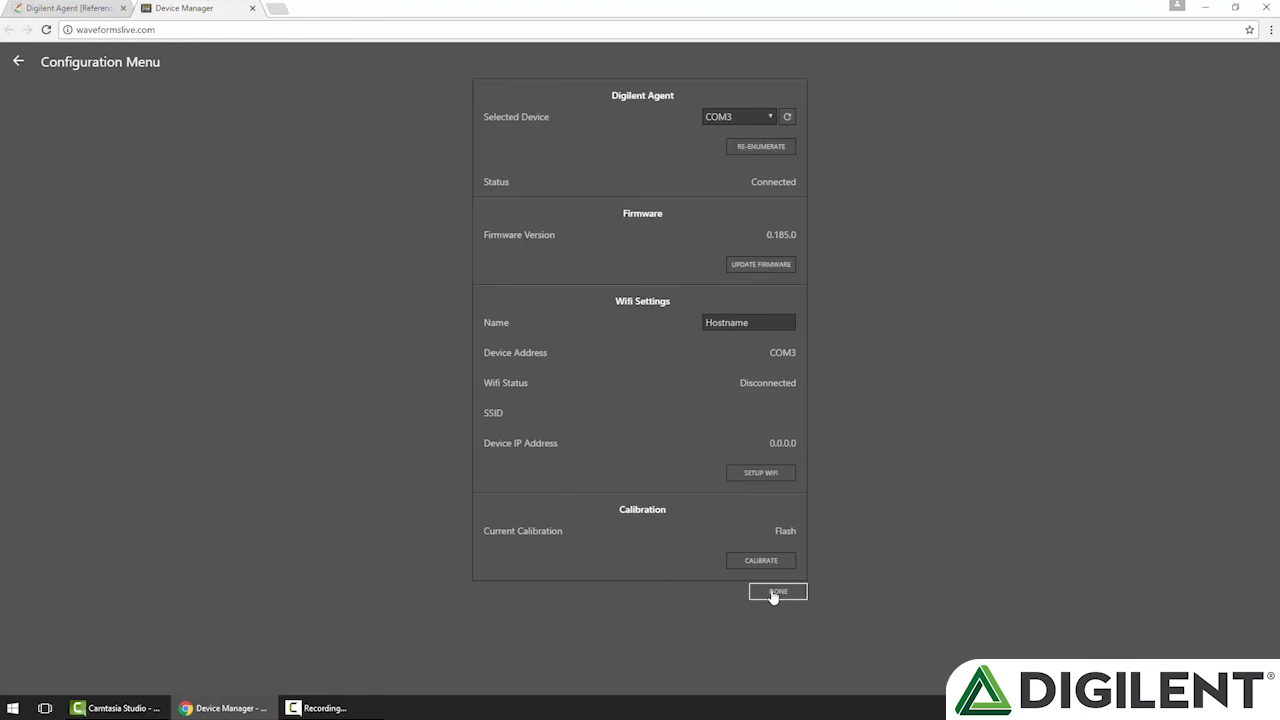 Digilent Agent [Referenc
Device Manager
waveformslive.com
Configuration Menu
Digilent Agent
Selected Device COM3
RE-ENUMERATE
Status Connected
Firmware
Firmware Version 0.185.0
UPDATE FIRMWARE
Wifi Settings
Name Hostname
Device Address COM3
Wifi Status Disconnected
SSID
Device IP Address 0.0.0.0
SETUP WIFI
Calibration
Current Calibration Flash
CALIBRATE
DONE
Camtasia Studio - ...
Device Manager - ...
Recording...
DIGILENT®